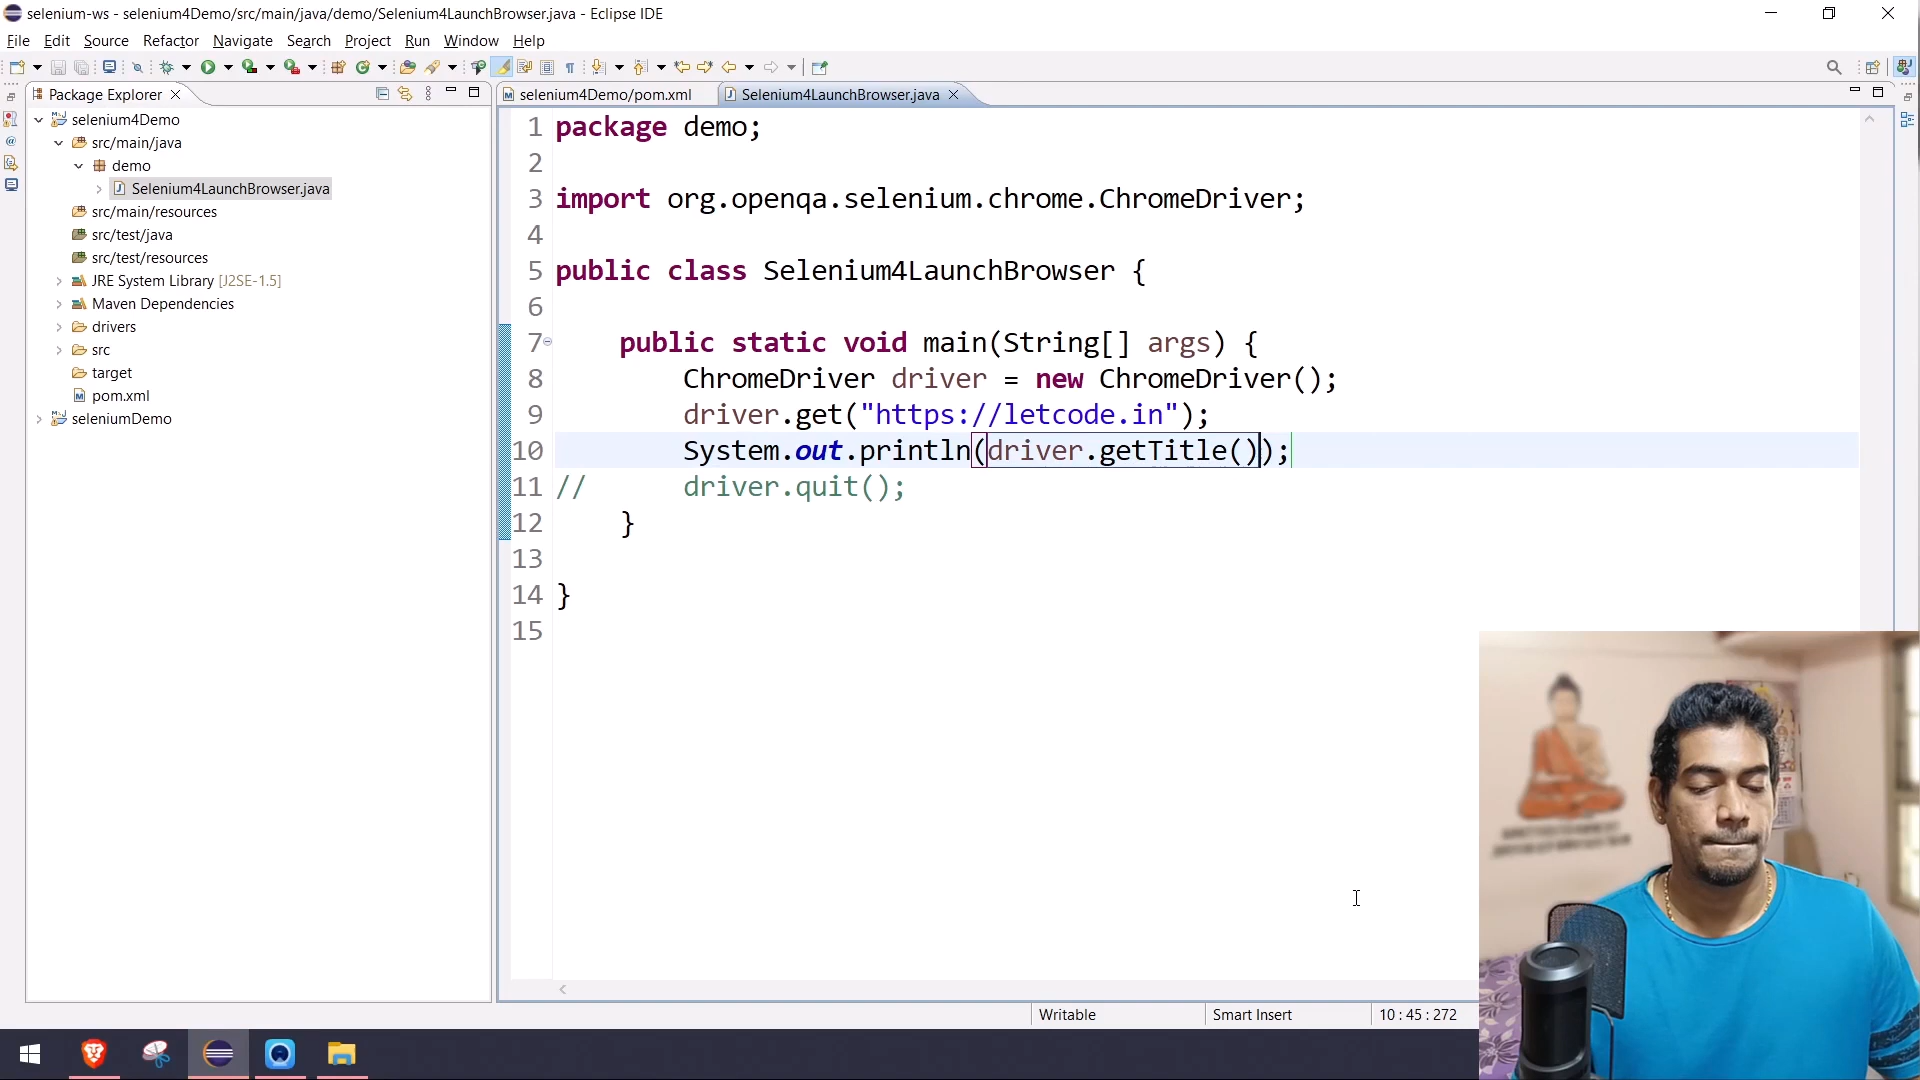 selenium-ws - selenium4Demo/src/main/java/demo/Selenium4LaunchBrowser.java - Eclipse IDE
File Edit Source Refactor Navigate Search Project Run Window Help
Package Explorer
selenium4Demo/pom.xml
Selenium4LaunchBrowser.java
selenium4Demo
src/main/java
demo
Selenium4LaunchBrowser.java
src/main/resources
src/test/java
src/test/resources
JRE System Library [J2SE-1.5]
Maven Dependencies
drivers
src
target
pom.xml
seleniumDemo
1 package demo;
2
3 import org.openqa.selenium.chrome.ChromeDriver;
4
5 public class Selenium4LaunchBrowser {
6
7 public static void main(String[] args) {
8 ChromeDriver driver = new ChromeDriver();
9 driver.get("https://letcode.in");
10 System.out.println(driver.getTitle());
11 // driver.quit();
12 }
13
14 }
15
Writable
Smart Insert
10 : 45 : 272